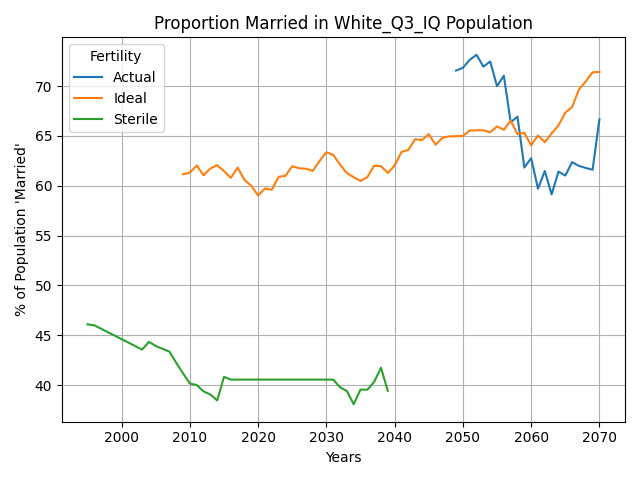 Proportion Married in White_Q3_IQ Population
Fertility
Actual
Ideal
Sterile
% of Population 'Married'
70
65
60
55
50
45
40
2000
2010
2020
2030
2040
2050
2060
2070
Years